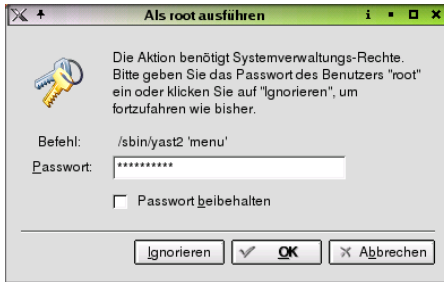 Als root ausführen
Die Aktion benötigt Systemverwaltungs-Rechte.
Bitte geben Sie das Passwort des Benutzers "root"
ein oder klicken Sie auf "Ignorieren", um
fortzufahren wie bisher.
Befehl: /sbin/yast2 'menu'
Passwort: **********
Passwort beibehalten
Ignorieren OK Abbrechen